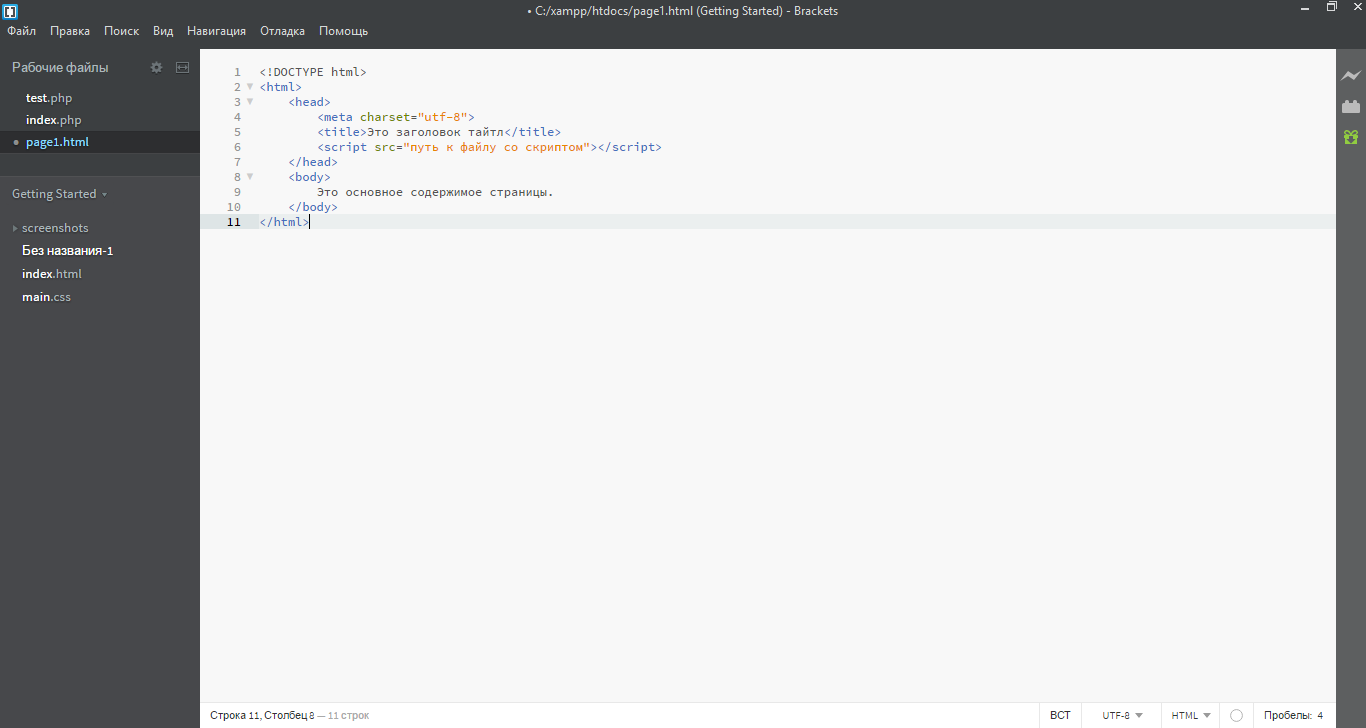 • C:/xampp/htdocs/page1.html (Getting Started) - Brackets
Файл Правка Поиск Вид Навигация Отладка Помощь
Рабочие файлы
test.php
index.php
page1.html
Getting Started
screenshots
Без названия-1
index.html
main.css
1 <!DOCTYPE html>
2 <html>
3 <head>
4 <meta charset="utf-8">
5 <title>Это заголовок тайтл</title>
6 <script src="путь к файлу со скриптом"></script>
7 </head>
8 <body>
9 Это основное содержимое страницы.
10 </body>
11 </html>
Строка 11, Столбец 8 — 11 строк
ВСТ UTF-8 HTML Пробелы: 4